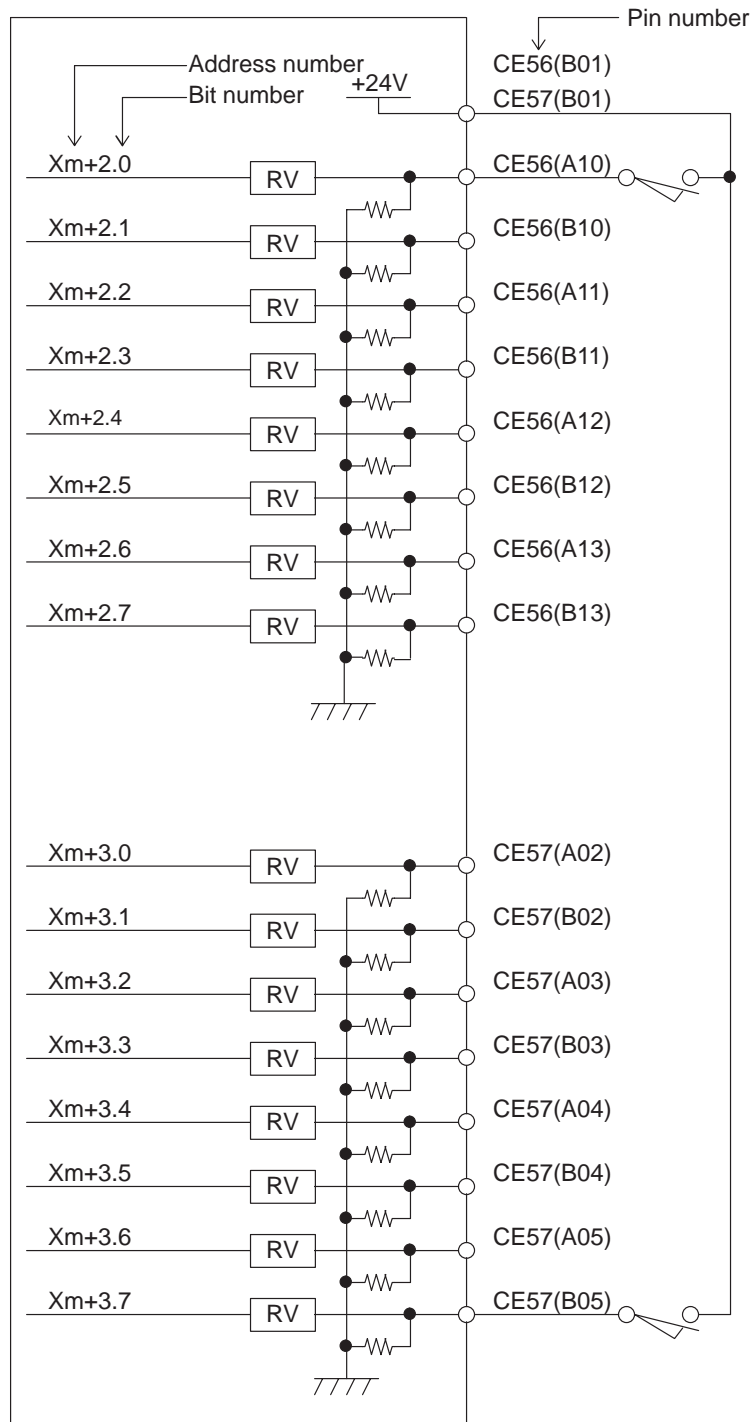 Pin number
Address number
Bit number
+24V
CE56(B01)
CE57(B01)
Xm+2.0 RV CE56(A10)
Xm+2.1 RV CE56(B10)
Xm+2.2 RV CE56(A11)
Xm+2.3 RV CE56(B11)
Xm+2.4 RV CE56(A12)
Xm+2.5 RV CE56(B12)
Xm+2.6 RV CE56(A13)
Xm+2.7 RV CE56(B13)
Xm+3.0 RV CE57(A02)
Xm+3.1 RV CE57(B02)
Xm+3.2 RV CE57(A03)
Xm+3.3 RV CE57(B03)
Xm+3.4 RV CE57(A04)
Xm+3.5 RV CE57(B04)
Xm+3.6 RV CE57(A05)
Xm+3.7 RV CE57(B05)